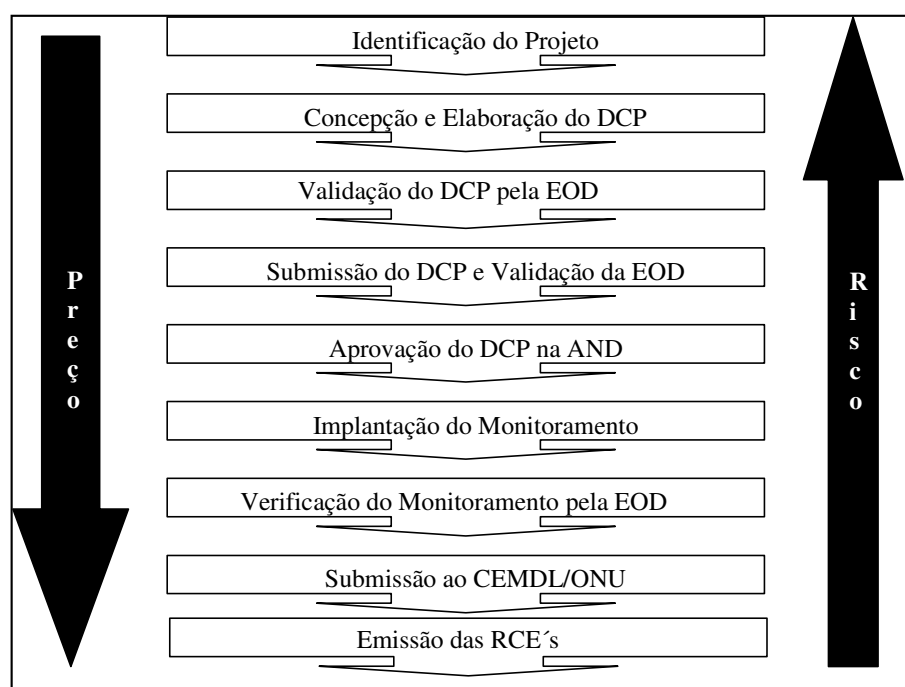 Identificação do Projeto
Concepção e Elaboração do DCP
Validação do DCP pela EOD
Submissão do DCP e Validação da EOD
Aprovação do DCP na AND
Implantação do Monitoramento
Verificação do Monitoramento pela EOD
Submissão ao CEMDL/ONU
Emissão das RCE´s
Preço
Risco